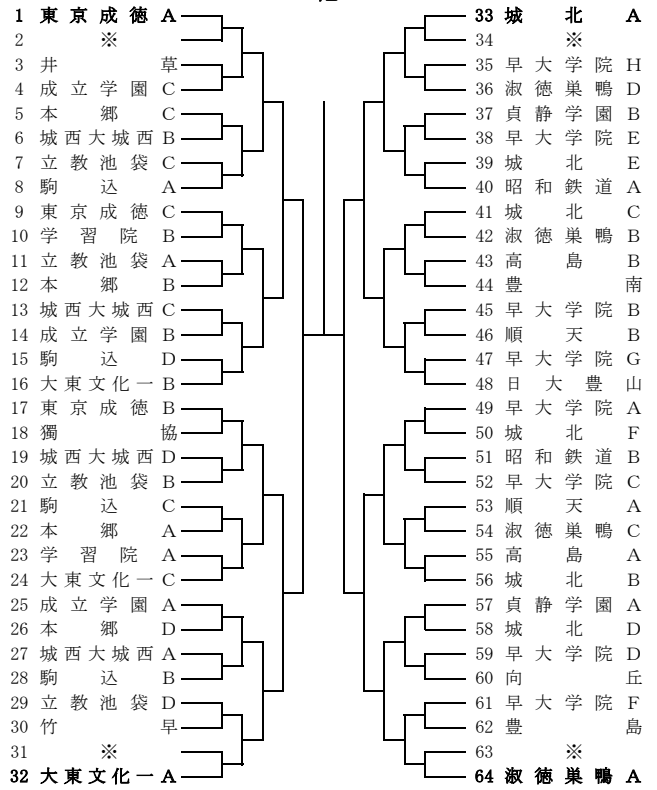 1 東京成徳 A
2 ※
3 井草
4 成立学園 C
5 本郷 C
6 城西大城西 B
7 立教池袋 C
8 駒込 A
9 東京成徳 C
10 学習院 B
11 立教池袋 A
12 本郷 B
13 城西大城西 C
14 成立学園 B
15 駒込 D
16 大東文化一 B
17 東京成徳 B
18 獨協
19 城西大城西 D
20 立教池袋 B
21 駒込 C
22 本郷 A
23 学習院 A
24 大東文化一 C
25 成立学園 A
26 本郷 D
27 城西大城西 A
28 駒込 B
29 立教池袋 D
30 竹早
31 ※
32 大東文化一 A
33 城北 A
34 ※
35 早大学院 H
36 淑徳巣鴨 D
37 貞静学園 B
38 早大学院 E
39 城北 E
40 昭和鉄道 A
41 城北 C
42 淑徳巣鴨 B
43 高島 B
44 豊南
45 早大学院 B
46 順天 B
47 早大学院 G
48 日大豊山
49 早大学院 A
50 城北 F
51 昭和鉄道 B
52 早大学院 C
53 順天 A
54 淑徳巣鴨 C
55 高島 A
56 城北 B
57 貞静学園 A
58 城北 D
59 早大学院 D
60 向丘
61 早大学院 F
62 豊島
63 ※
64 淑徳巣鴨 A